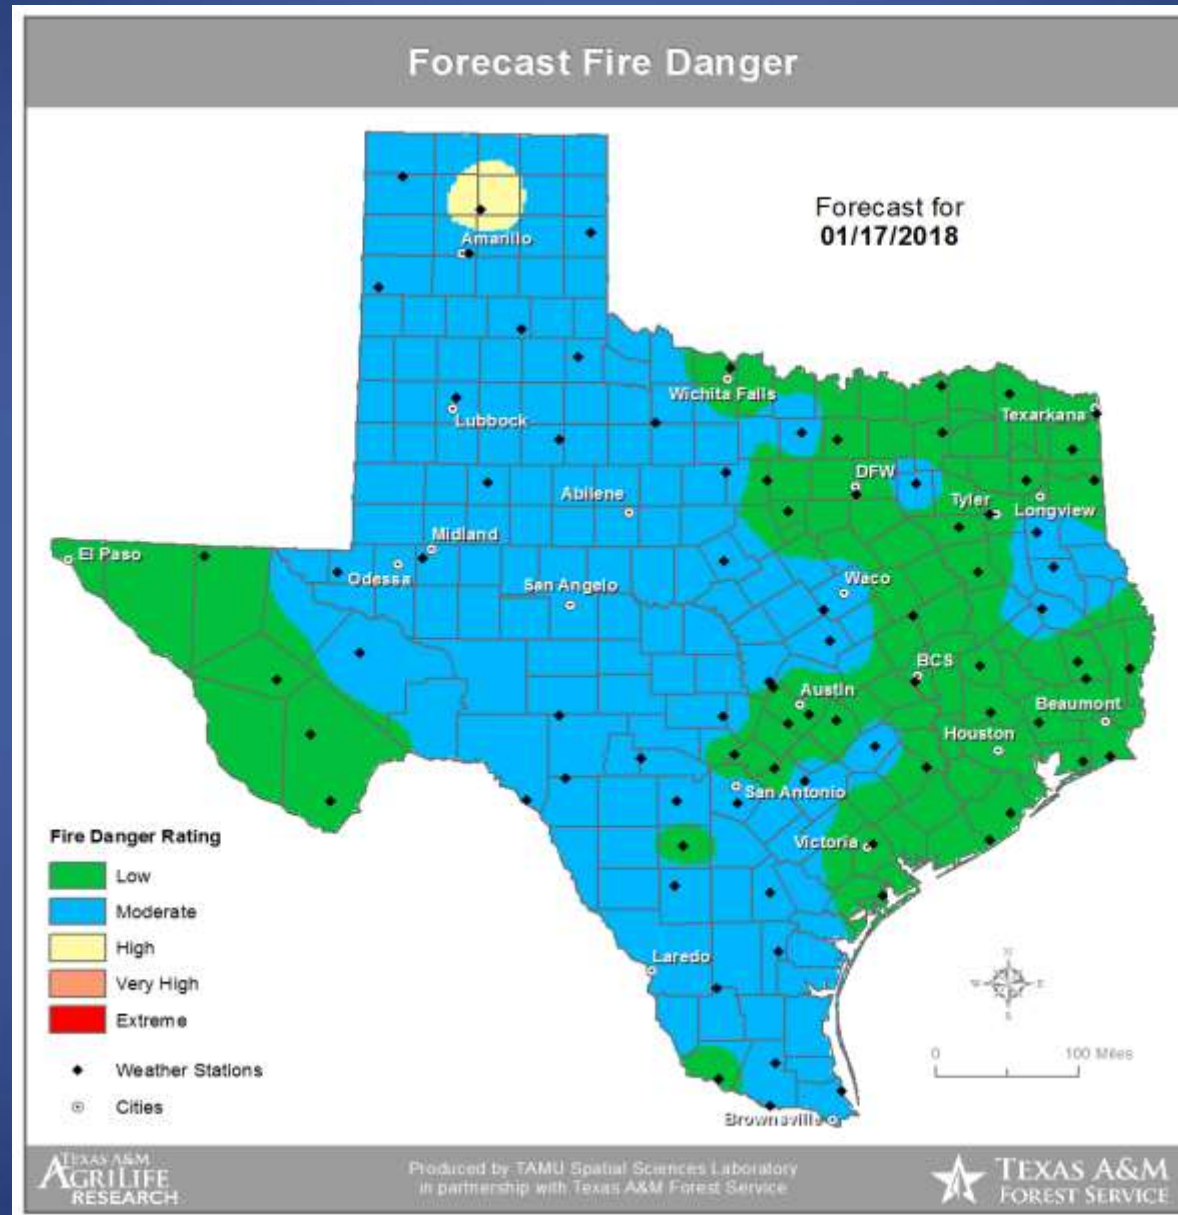 Forecast Fire Danger
Forecast for
01/17/2018
Amarillo
Wichita Falls
Texarkana
Lubbock
DFW
Abilene
Tyler
Longview
Midland
El Paso
Odessa
San Angelo
Waco
BCS
Austin
Beaumont
Houston
San Antonio
Victoria
Laredo
Brownsville
Fire Danger Rating
Low
Moderate
High
Very High
Extreme
Weather Stations
Cities
N
W E
S
0 100 Miles
TEXAS A&M
AGRILIFE
RESEARCH
Produced by TAMU Spatial Sciences Laboratory
in partnership with Texas A&M Forest Service
TEXAS A&M
FOREST SERVICE